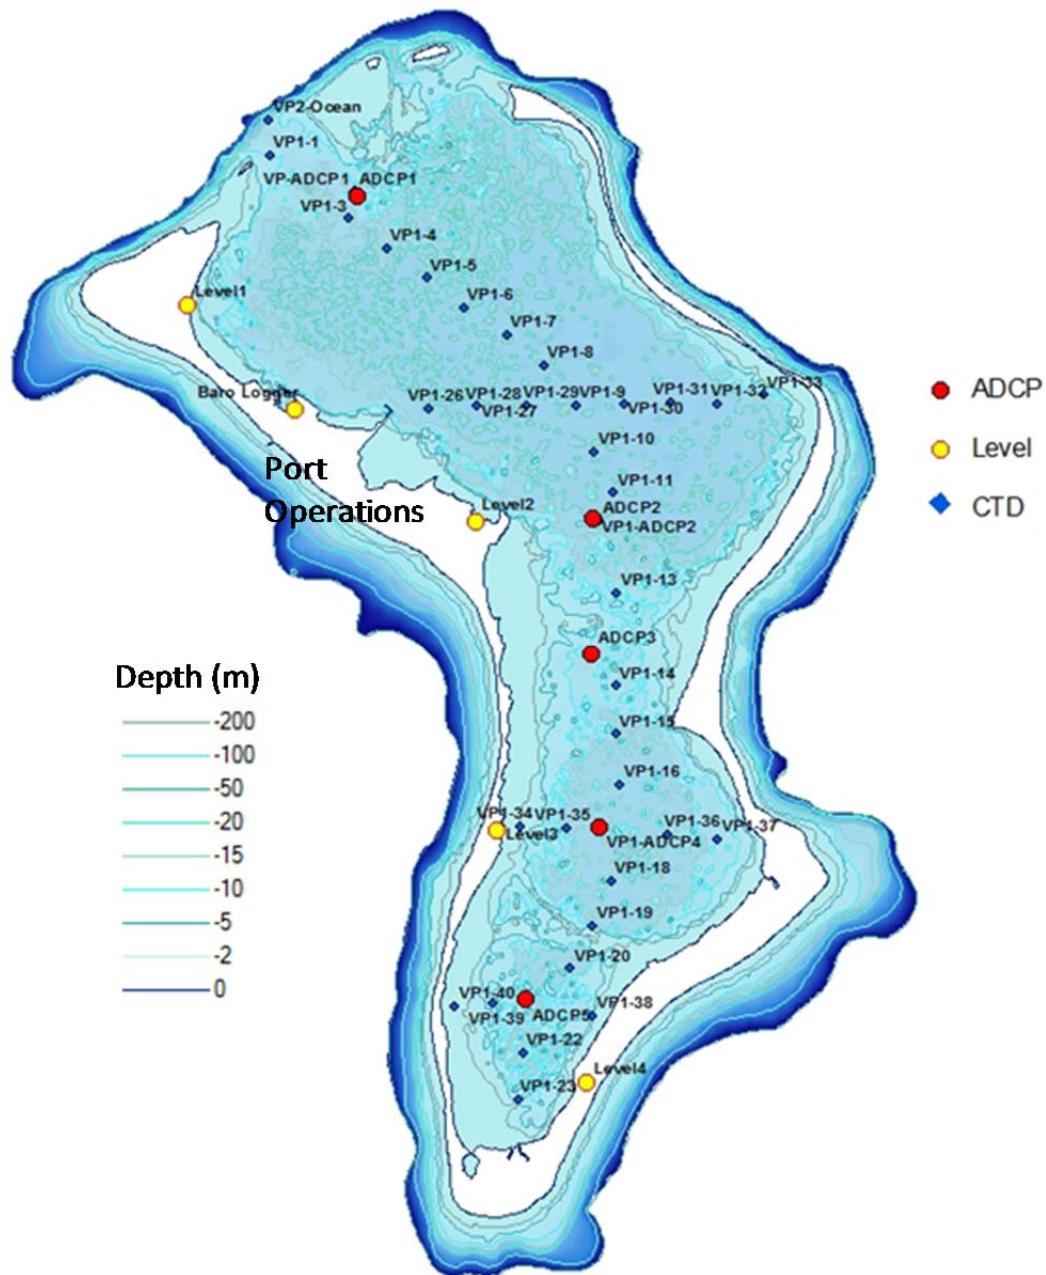 VP2-Ocean
VP1-1
VP-ADCP1 ADCP1
VP1-3
VP1-4
VP1-5
Level1
VP1-6
VP1-7
VP1-8
VP1-33
ADCP
Baro Logger
VP1-26 VP1-28 VP1-29 VP1-9 VP1-31 VP1-32
VP1-27 VP1-30
Level
VP1-10
Port
Operations
VP1-11
Level2
ADCP2
CTD
VP1-ADCP2
VP1-13
ADCP3
Depth (m)
VP1-14
-200
VP1-15
-100
VP1-16
-50
-20
VP1-34 VP1-35 VP1-36 VP1-37
Level3 VP1-ADCP4
-15
VP1-18
-10
-5
VP1-19
-2
VP1-20
0
VP1-40
VP1-38
VP1-39 ADCP5
VP1-22
Level4
VP1-23